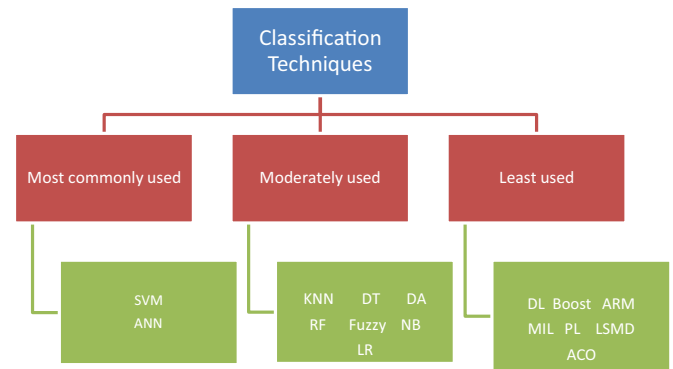 Classification
Techniques
Most commonly used
Moderately used
Least used
SVM
ANN
KNN DT DA
RF Fuzzy NB
LR
DL Boost ARM
MIL PL LSMD
ACO